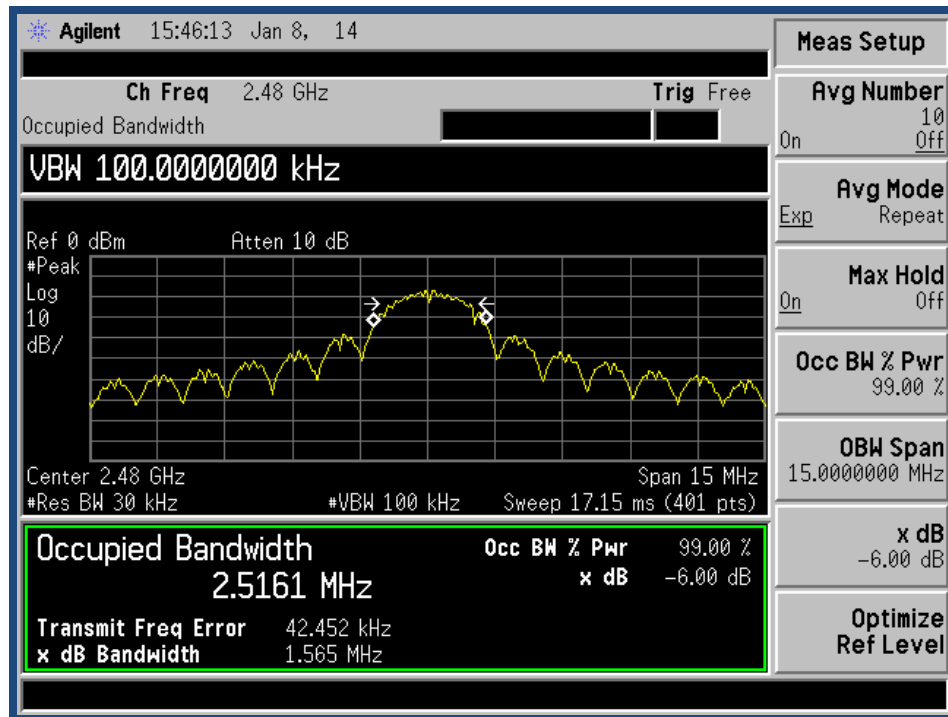 Agilent 15:46:13 Jan 8, 14
Ch Freq 2.48 GHz Trig Free
Occupied Bandwidth
VBW 100.0000000 kHz
Ref 0 dBm Atten 10 dB
#Peak
Log
10
dB/
Center 2.48 GHz Span 15 MHz
#Res BW 30 kHz #VBW 100 kHz Sweep 17.15 ms (401 pts)
Occupied Bandwidth Occ BW % Pwr 99.00 %
2.5161 MHz x dB -6.00 dB
Transmit Freq Error 42.452 kHz
x dB Bandwidth 1.565 MHz
Meas Setup
Avg Number
10
On Off
Avg Mode
Exp Repeat
Max Hold
On Off
Occ BW % Pwr
99.00 %
OBW Span
15.0000000 MHz
x dB
-6.00 dB
Optimize
Ref Level